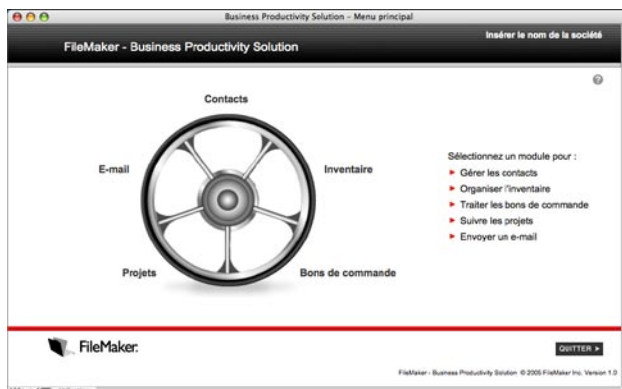 Business Productivity Solution - Menu principal
Insérer le nom de la société
FileMaker - Business Productivity Solution
Contacts
E-mail
Inventaire
Projets
Bons de commande
Sélectionnez un module pour :
Gérer les contacts
Organiser l'inventaire
Traiter les bons de commande
Suivre les projets
Envoyer un e-mail
FileMaker.
QUITTER
FileMaker - Business Productivity Solution © 2005 FileMaker Inc. Version 1.0